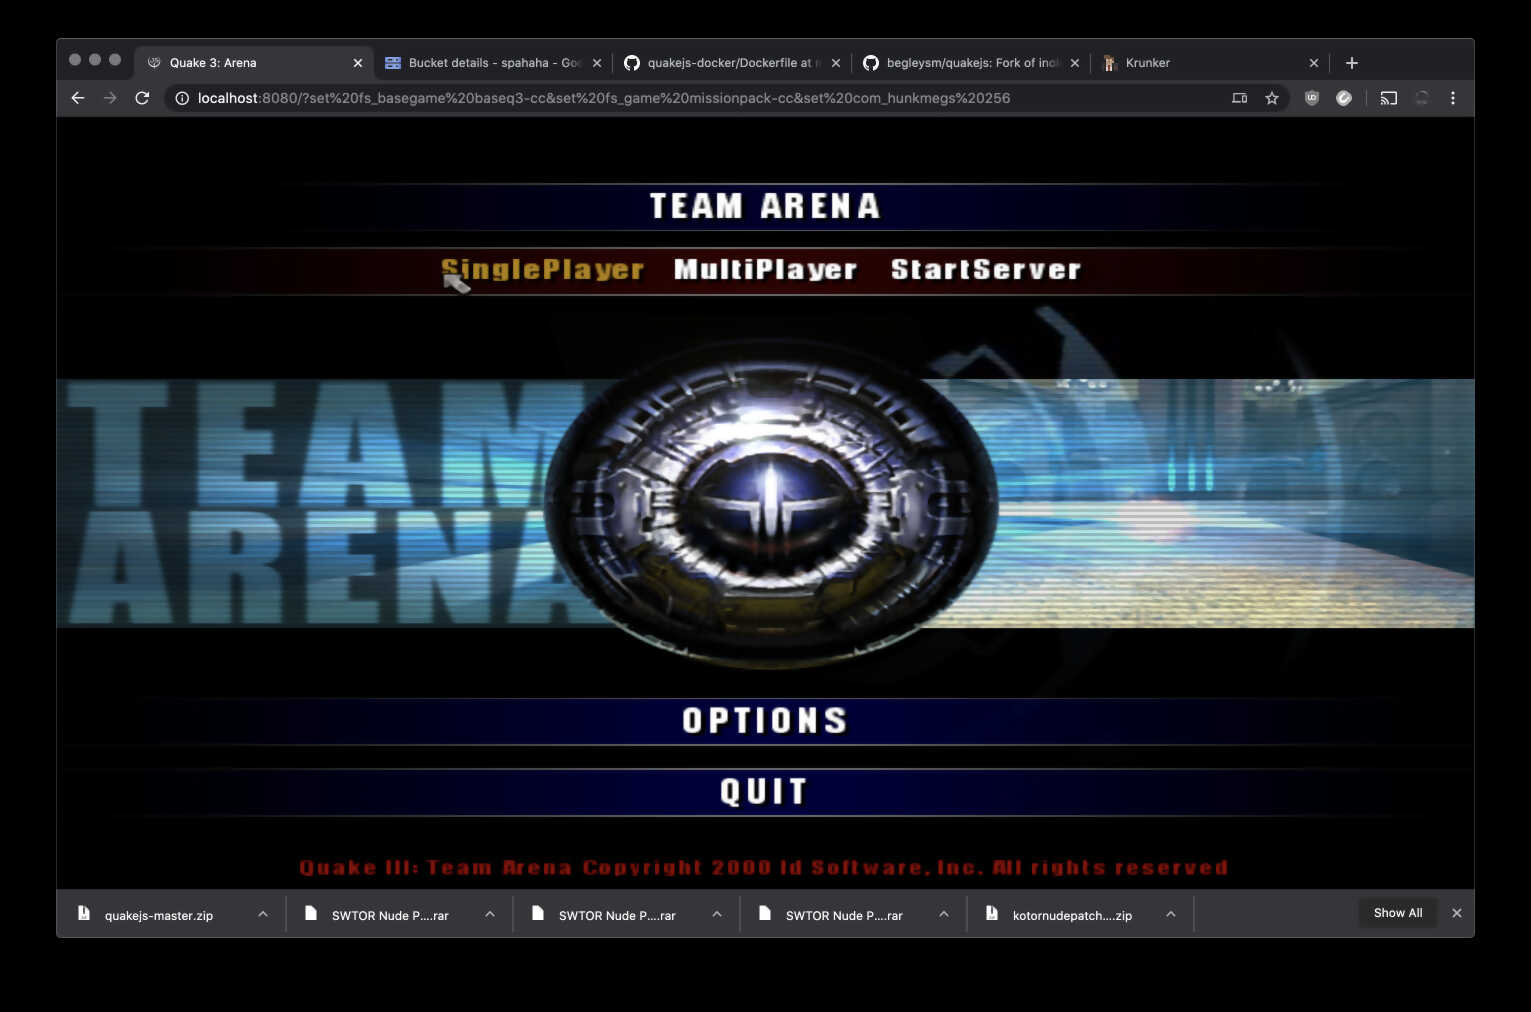 Quake 3: Arena
Bucket details - spahaha - Goo
quakejs-docker/Dockerfile at m
begleysm/quakejs: Fork of inol
Krunker
localhost:8080/?set%20fs_basegame%20baseq3-cc&set%20fs_game%20missionpack-cc&set%20com_hunkmegs%20256
TEAM ARENA
SinglePlayer MultiPlayer StartServer
TEAM
ARENA
OPTIONS
QUIT
Quake III: Team Arena Copyright 2000 Id Software, Inc. All rights reserved
quakejs-master.zip
SWTOR Nude P....rar
SWTOR Nude P....rar
SWTOR Nude P....rar
kotornudepatch....zip
Show All